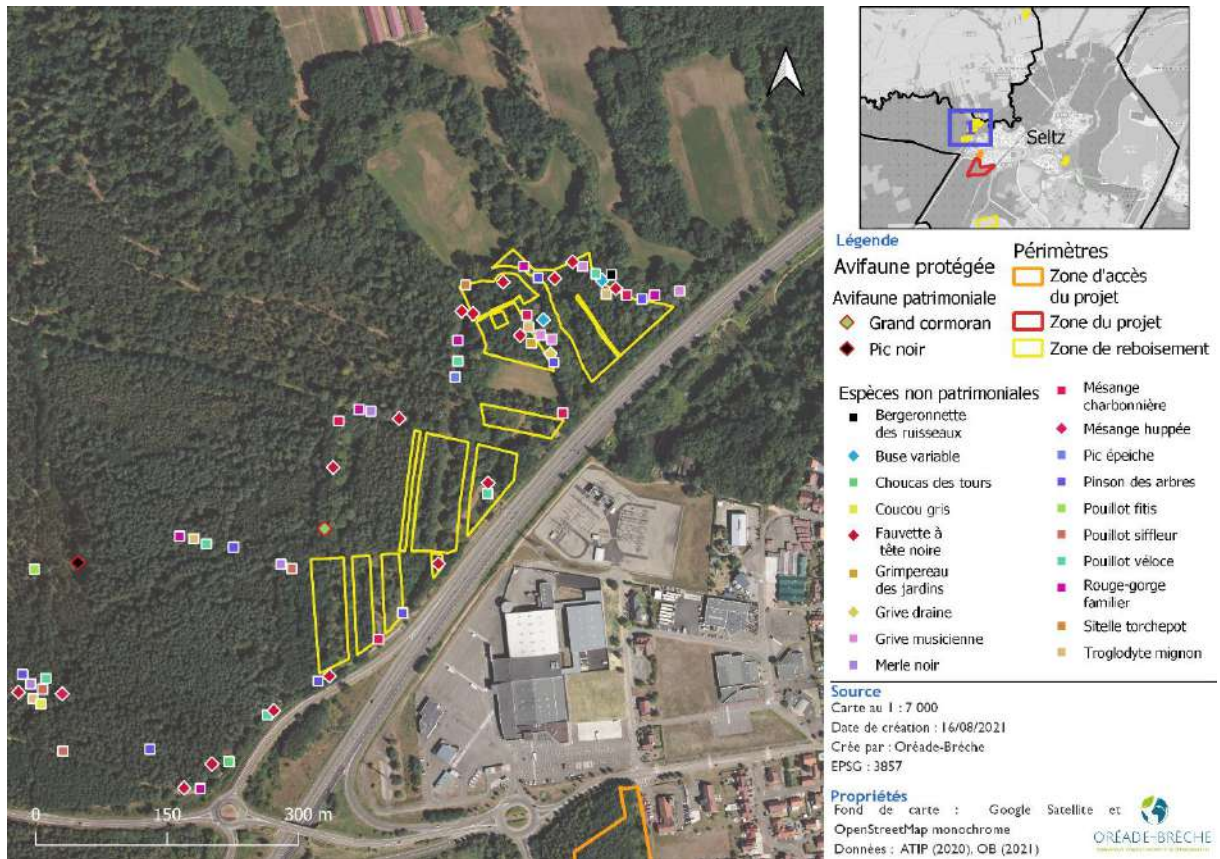 Seltz
Légende
Avifaune protégée
Avifaune patrimoniale
Grand cormoran
Pic noir
Périmètres
Zone d'accès
du projet
Zone du projet
Zone de reboisement
Espèces non patrimoniales
Bergeronnette
des ruisseaux
Buse variable
Choucas des tours
Coucou gris
Fauvette à
tête noire
Grimpereau
des jardins
Grive draine
Grive musicienne
Merle noir
Mésange
charbonnière
Mésange huppée
Pic épeiche
Pinson des arbres
Pouillot fitis
Pouillot siffleur
Pouillot véloce
Rouge-gorge
familier
Sitelle torchepot
Troglodyte mignon
0 150 300 m
Source
Carte au 1 : 7 000
Date de création : 16/08/2021
Crée par : Oréade-Brèche
EPSG : 3857
Propriétés
Fond de carte : Google Satellite et
OpenStreetMap monochrome
Données : ATIP (2020), OB (2021)
ORÉADE-BRÈCHE